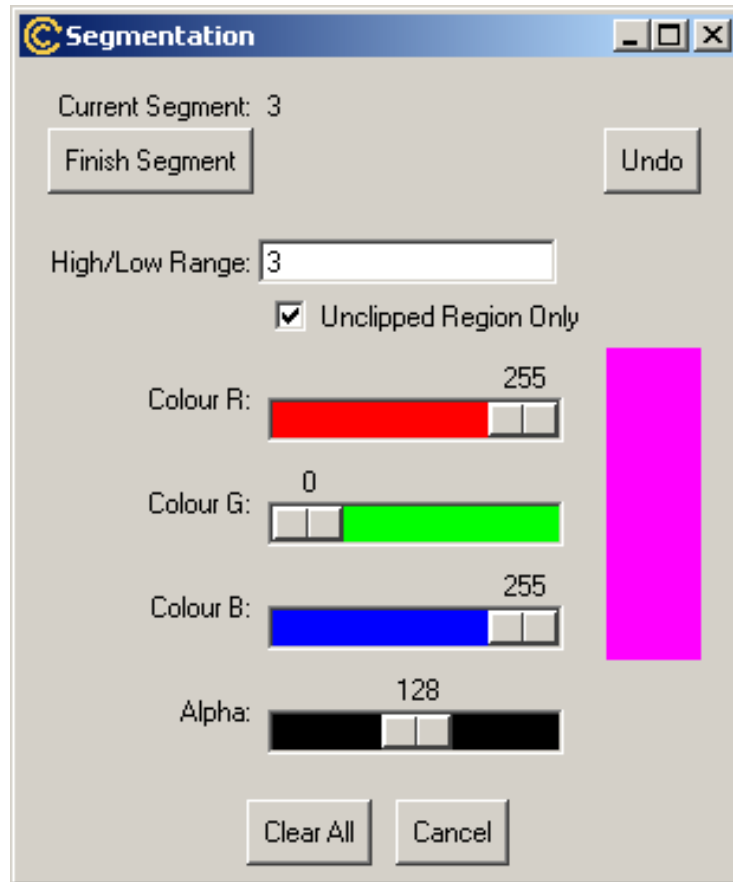 Segmentation
Current Segment: 3
Finish Segment Undo
High/Low Range: 3
Unclipped Region Only
255
Colour R:
0
Colour G:
255
Colour B:
128
Alpha:
Clear All Cancel